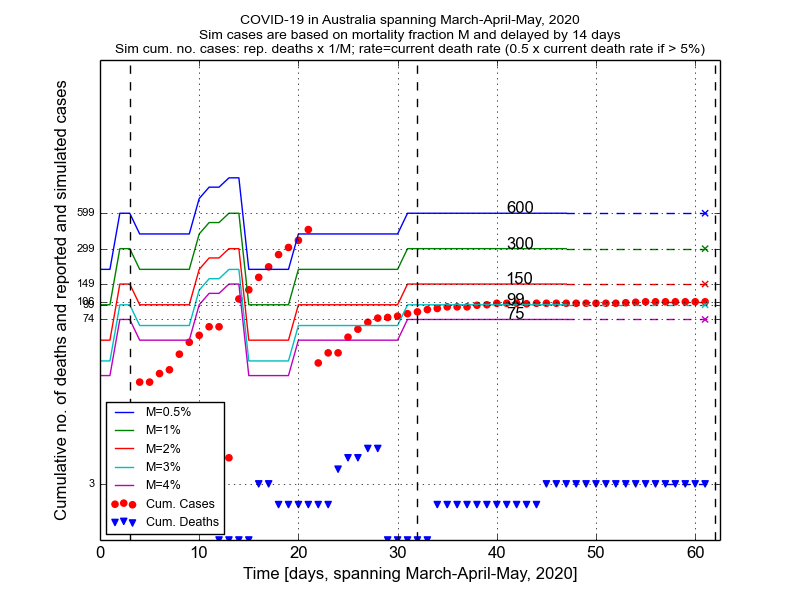 COVID-19 in Australia spanning March-April-May, 2020
Sim cases are based on mortality fraction M and delayed by 14 days
Sim cum. no. cases: rep. deaths x 1/M; rate=current death rate (0.5 x current death rate if > 5%)
Cumulative no. of deaths and reported and simulated cases
599
299
149
74
3
600
300
150
99
75
M=0.5%
M=1%
M=2%
M=3%
M=4%
Cum. Cases
Cum. Deaths
0 10 20 30 40 50 60
Time [days, spanning March-April-May, 2020]